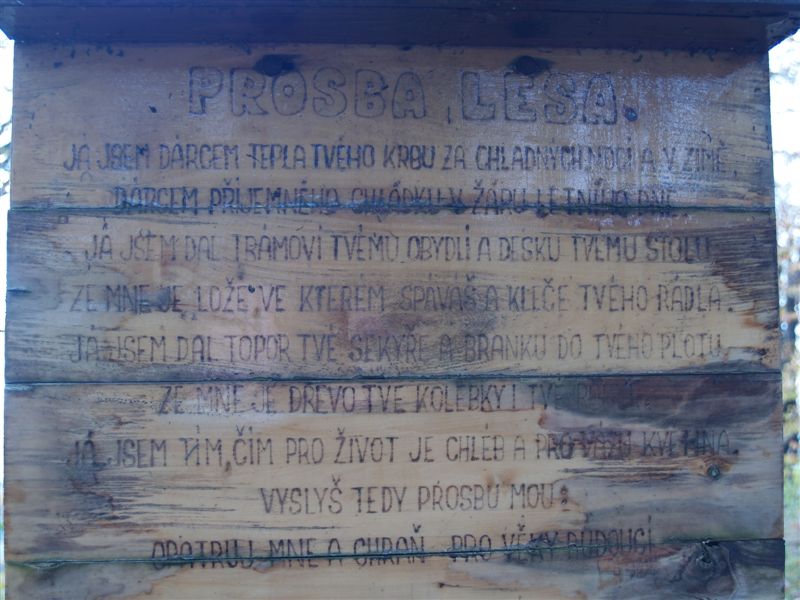 PROSBA LESA.
JÁ JSEM DÁRCEM TEPLA TVÉHO KRBU ZA CHLADNÝCH NOCÍ A V ZIMĚ,
DÁRCEM PŘÍJEMNÉHO CHLÁDKU V ŽÁRU LETNÍHO DNE.
JÁ JSEM DAL TRÁMOVÍ TVÉMU OBYDLÍ A DESKU TVÉMU STOLU
ZE MNE JE LOŽE, VE KTERÉM SPÁVÁŠ A KLEČE TVÉHO RÁDLA.
JÁ JSEM DAL TOPOR TVÉ SEKYŘE A BRANKU DO TVÉHO PLOTU.
ZE MNE JE DŘEVO TVÉ KOLÉBKY I TVÉ
JÁ JSEM TÍM, ČÍM PRO ŽIVOT JE CHLÉB A PRO VÁZU KVĚTINA.
VYSLYŠ TEDY PROSBU MOU:
OPATRUJ MNE A CHRAŇ PRO VĚKY BUDOUCÍ